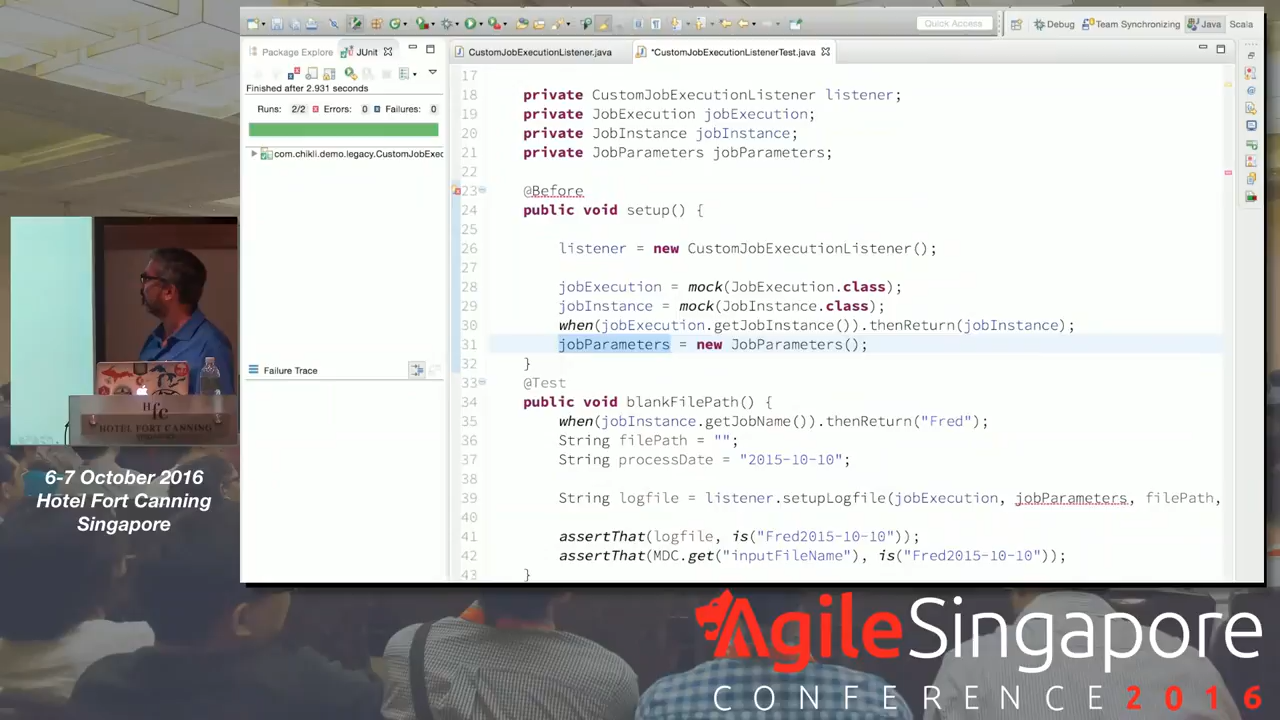 Quick Access
Debug
Team Synchronizing
Java
Scala
Package Explore
JUnit
CustomJobExecutionListener.java
*CustomJobExecutionListenerTest.java
Finished after 2.931 seconds
Runs: 2/2
Errors: 0
Failures: 0
com.chikli.demo.legacy.CustomJobExec
Failure Trace
17
18 private CustomJobExecutionListener listener;
19 private JobExecution jobExecution;
20 private JobInstance jobInstance;
21 private JobParameters jobParameters;
22
23 @Before
24 public void setup() {
25
26 listener = new CustomJobExecutionListener();
27
28 jobExecution = mock(JobExecution.class);
29 jobInstance = mock(JobInstance.class);
30 when(jobExecution.getJobInstance()).thenReturn(jobInstance);
31 jobParameters = new JobParameters();
32 }
33 @Test
34 public void blankFilePath() {
35 when(jobInstance.getJobName()).thenReturn("Fred");
36 String filePath = "";
37 String processDate = "2015-10-10";
38
39 String logfile = listener.setupLogfile(jobExecution, jobParameters, filePath,
40
41 assertThat(logfile, is("Fred2015-10-10"));
42 assertThat(MDC.get("inputFileName"), is("Fred2015-10-10"));
43 }
Hfc
HOTEL FORT CANNING
6-7 October 2016
Hotel Fort Canning
Singapore
AgileSingapore
CONFERENCE 2016